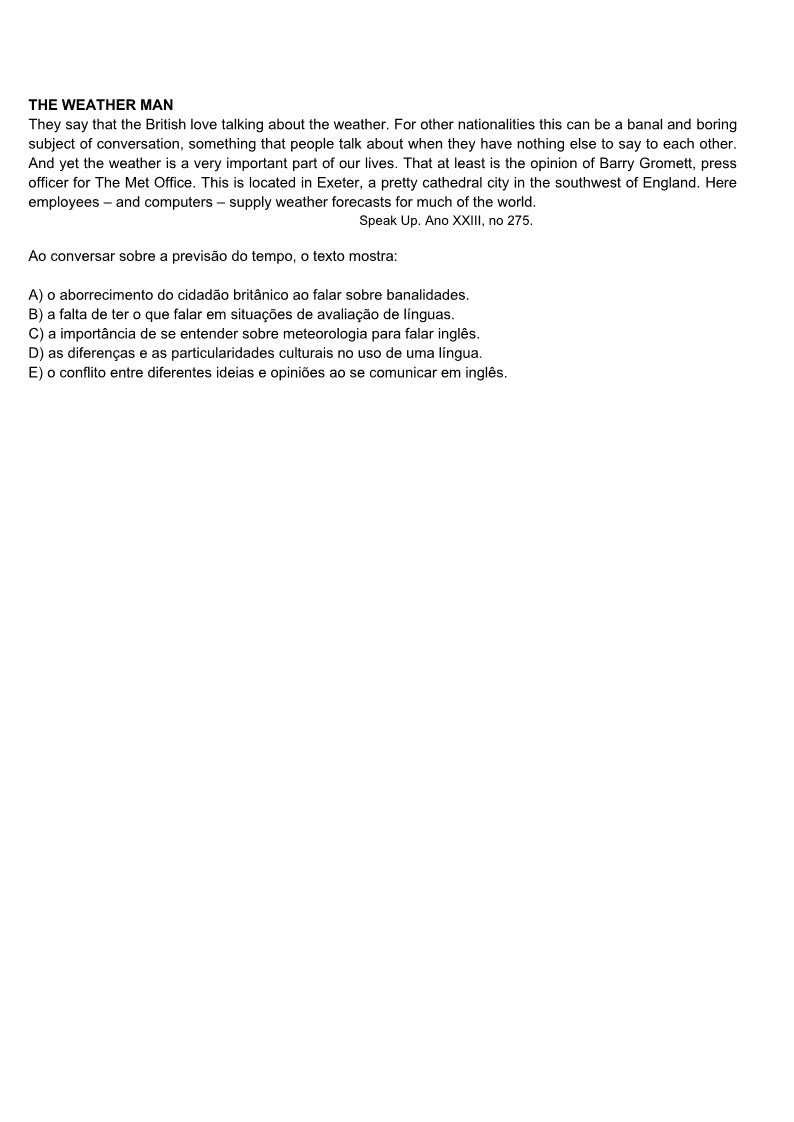 THE WEATHER MAN
They say that the British love talking about the weather. For other nationalities this can be a banal and boring
subject of conversation, something that people talk about when they have nothing else to say to each other.
And yet the weather is a very important part of our lives. That at least is the opinion of Barry Gromett, press
officer for The Met Office. This is located in Exeter, a pretty cathedral city in the southwest of England. Here
employees – and computers – supply weather forecasts for much of the world.
Speak Up. Ano XXIII, no 275.
Ao conversar sobre a previsão do tempo, o texto mostra:
A) o aborrecimento do cidadão britânico ao falar sobre banalidades.
B) a falta de ter o que falar em situações de avaliação de línguas.
C) a importância de se entender sobre meteorologia para falar inglês.
D) as diferenças e as particularidades culturais no uso de uma língua.
E) o conflito entre diferentes ideias e opiniões ao se comunicar em inglês.